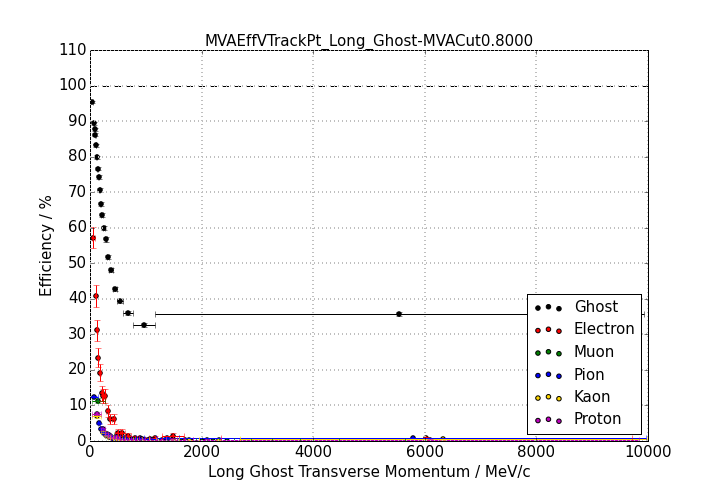 MVAEffVTrackPt_Long_Ghost-MVACut0.8000
110
100
90
80
70
60
50
40
30
20
10
0
Efficiency / %
Ghost
Electron
Muon
Pion
Kaon
Proton
0 2000 4000 6000 8000 10000
Long Ghost Transverse Momentum / MeV/c